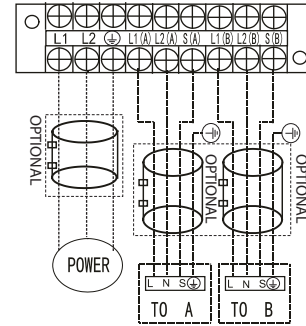 L1 L2 L1(A) L2(A) S(A) L1(B) L2(B) S(B)
OPTIONAL
OPTIONAL
OPTIONAL
POWER
L N S
L N S
TO A
TO B